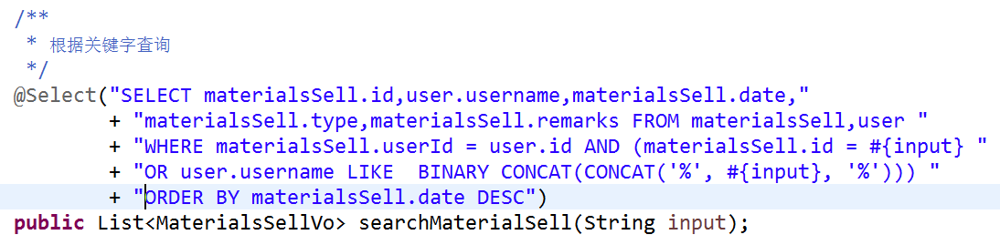 /**
 * 根据关键字查询
 */
@Select("SELECT materialsSell.id,user.username,materialsSell.date,"
        + "materialsSell.type,materialsSell.remarks FROM materialsSell,user "
        + "WHERE materialsSell.userId = user.id AND (materialsSell.id = #{input} "
        + "OR user.username LIKE  BINARY CONCAT(CONCAT('%', #{input}, '%'))) "
        + "ORDER BY materialsSell.date DESC")
public List<MaterialsSellVo> searchMaterialSell(String input);